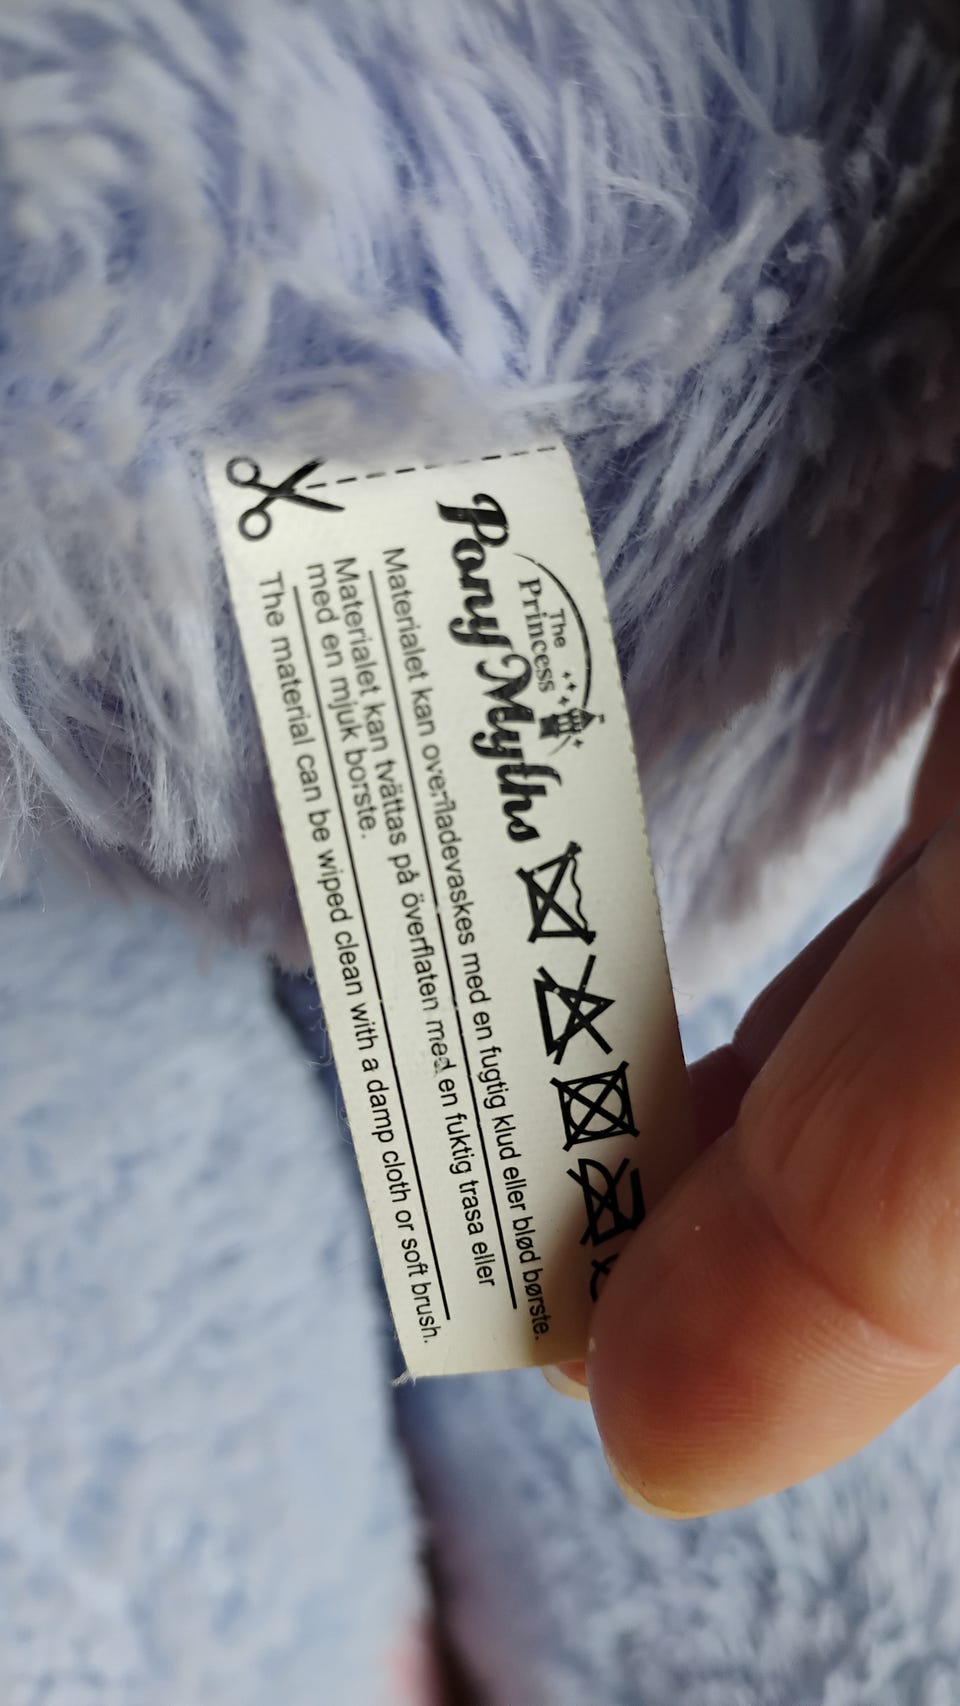 The
Princess
Pony Myths
Materialet kan overfladevaskes med en fugtig klud eller blød børste.
Materialet kan tvättas på överflaten med en fuktig trasa eller
med en mjuk borste.
The material can be wiped clean with a damp cloth or soft brush.